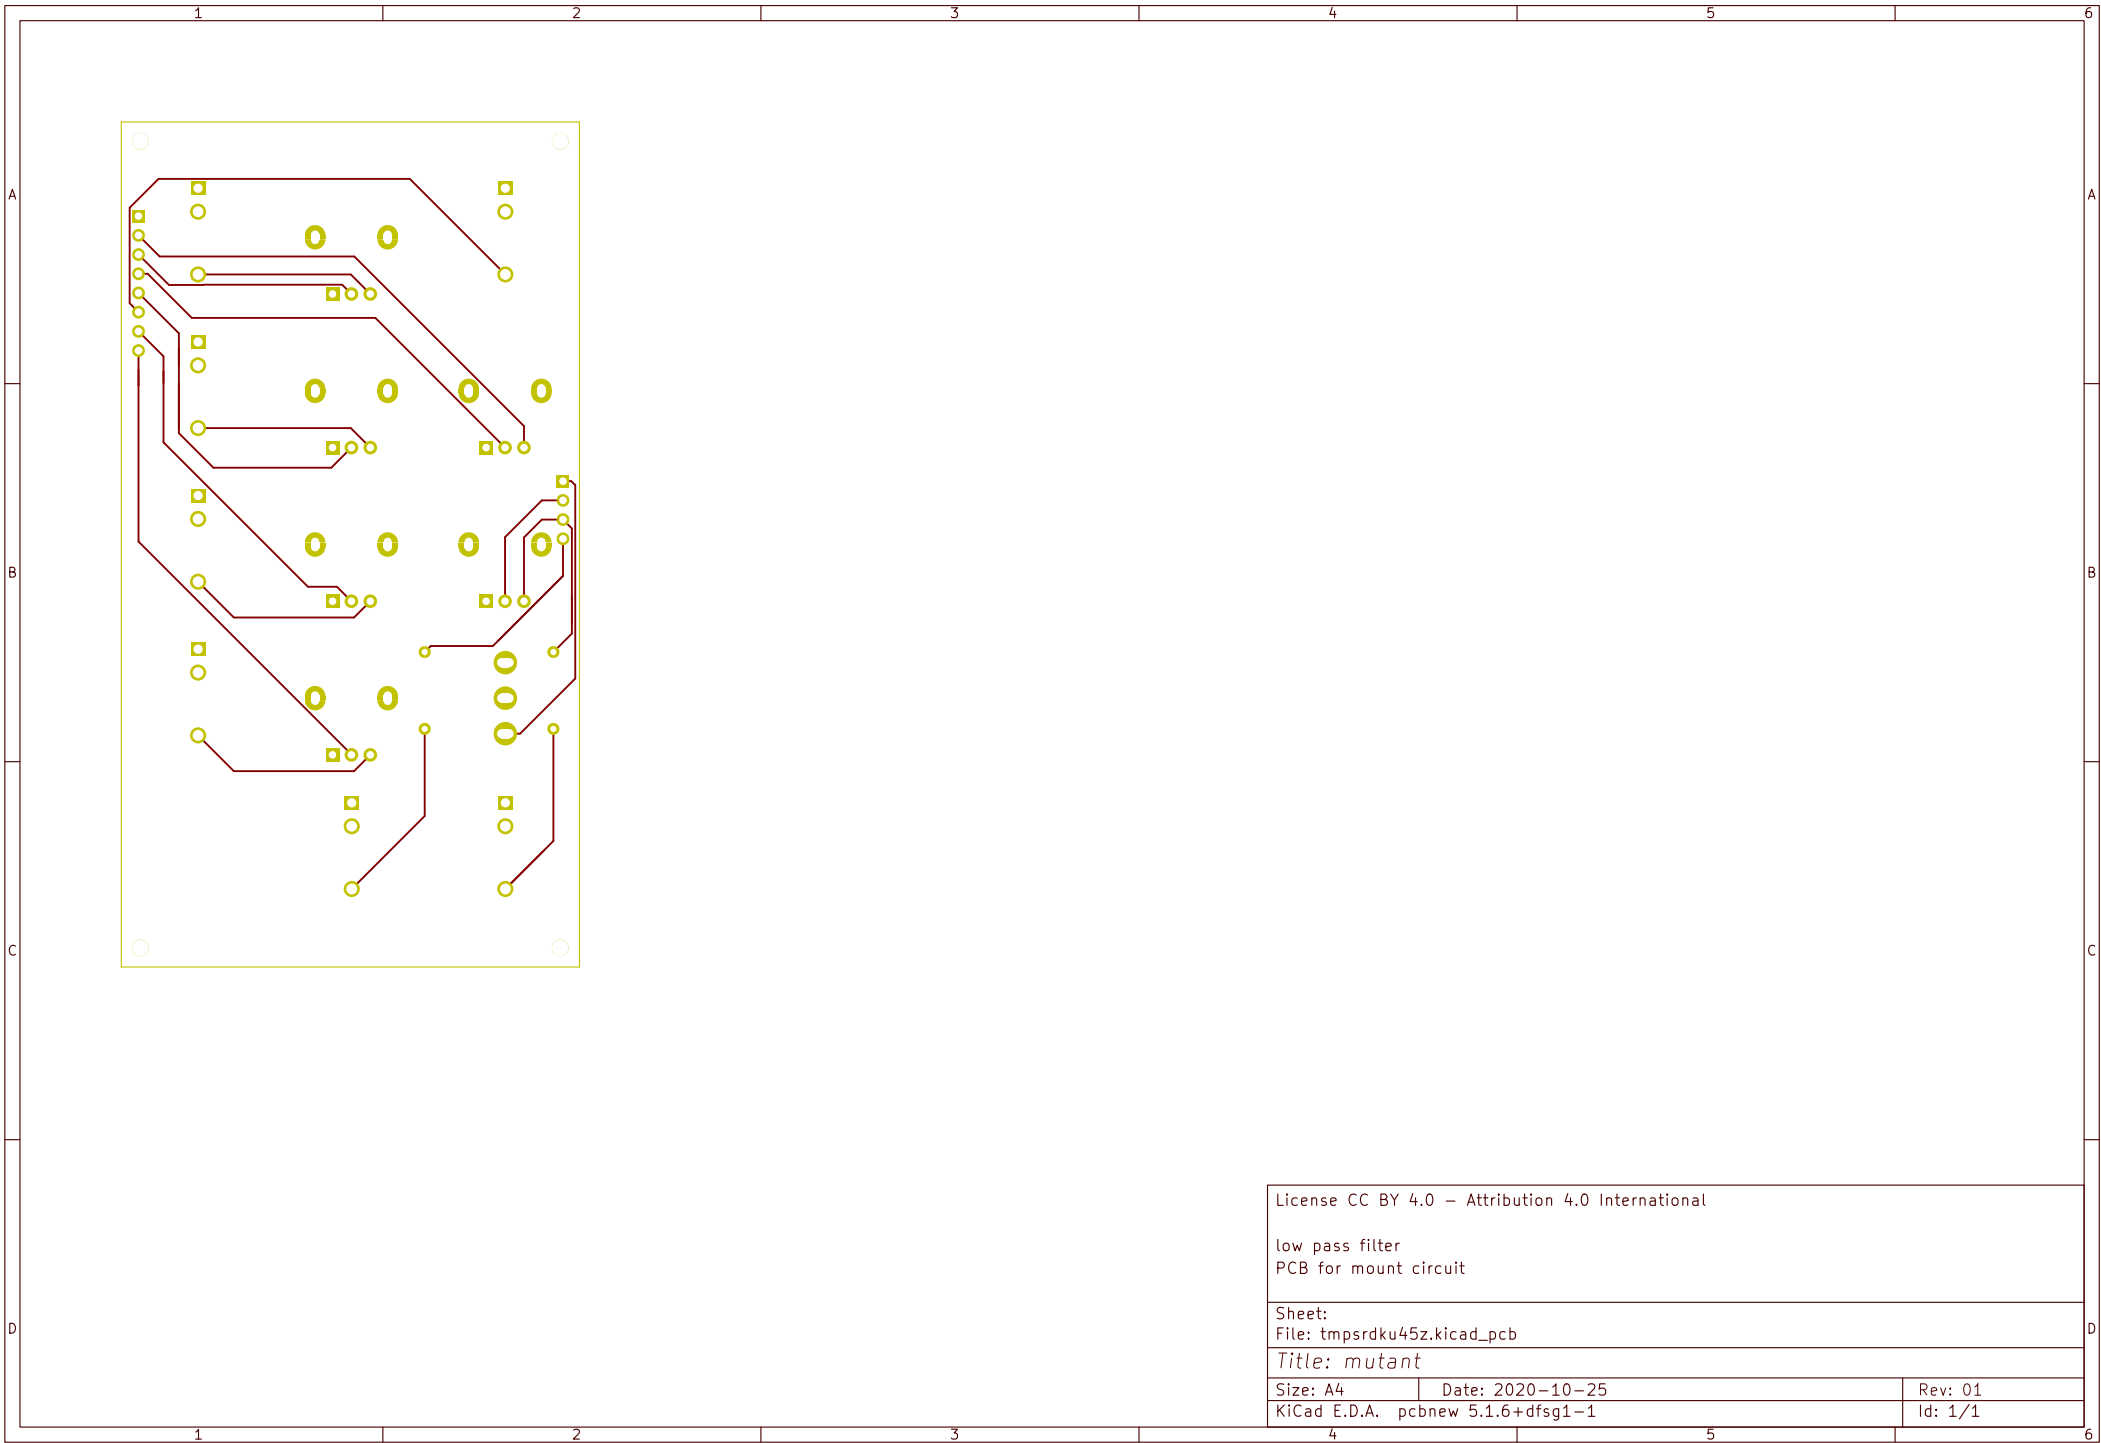 1 2 3 4 5 6
A A
B B
C C
D D
License CC BY 4.0 - Attribution 4.0 International
low pass filter
PCB for mount circuit
Sheet:
File: tmpsrdku45z.kicad_pcb
Title: mutant
Size: A4 Date: 2020-10-25 Rev: 01
KiCad E.D.A. pcbnew 5.1.6+dfsg1-1 Id: 1/1
1 2 3 4 5 6